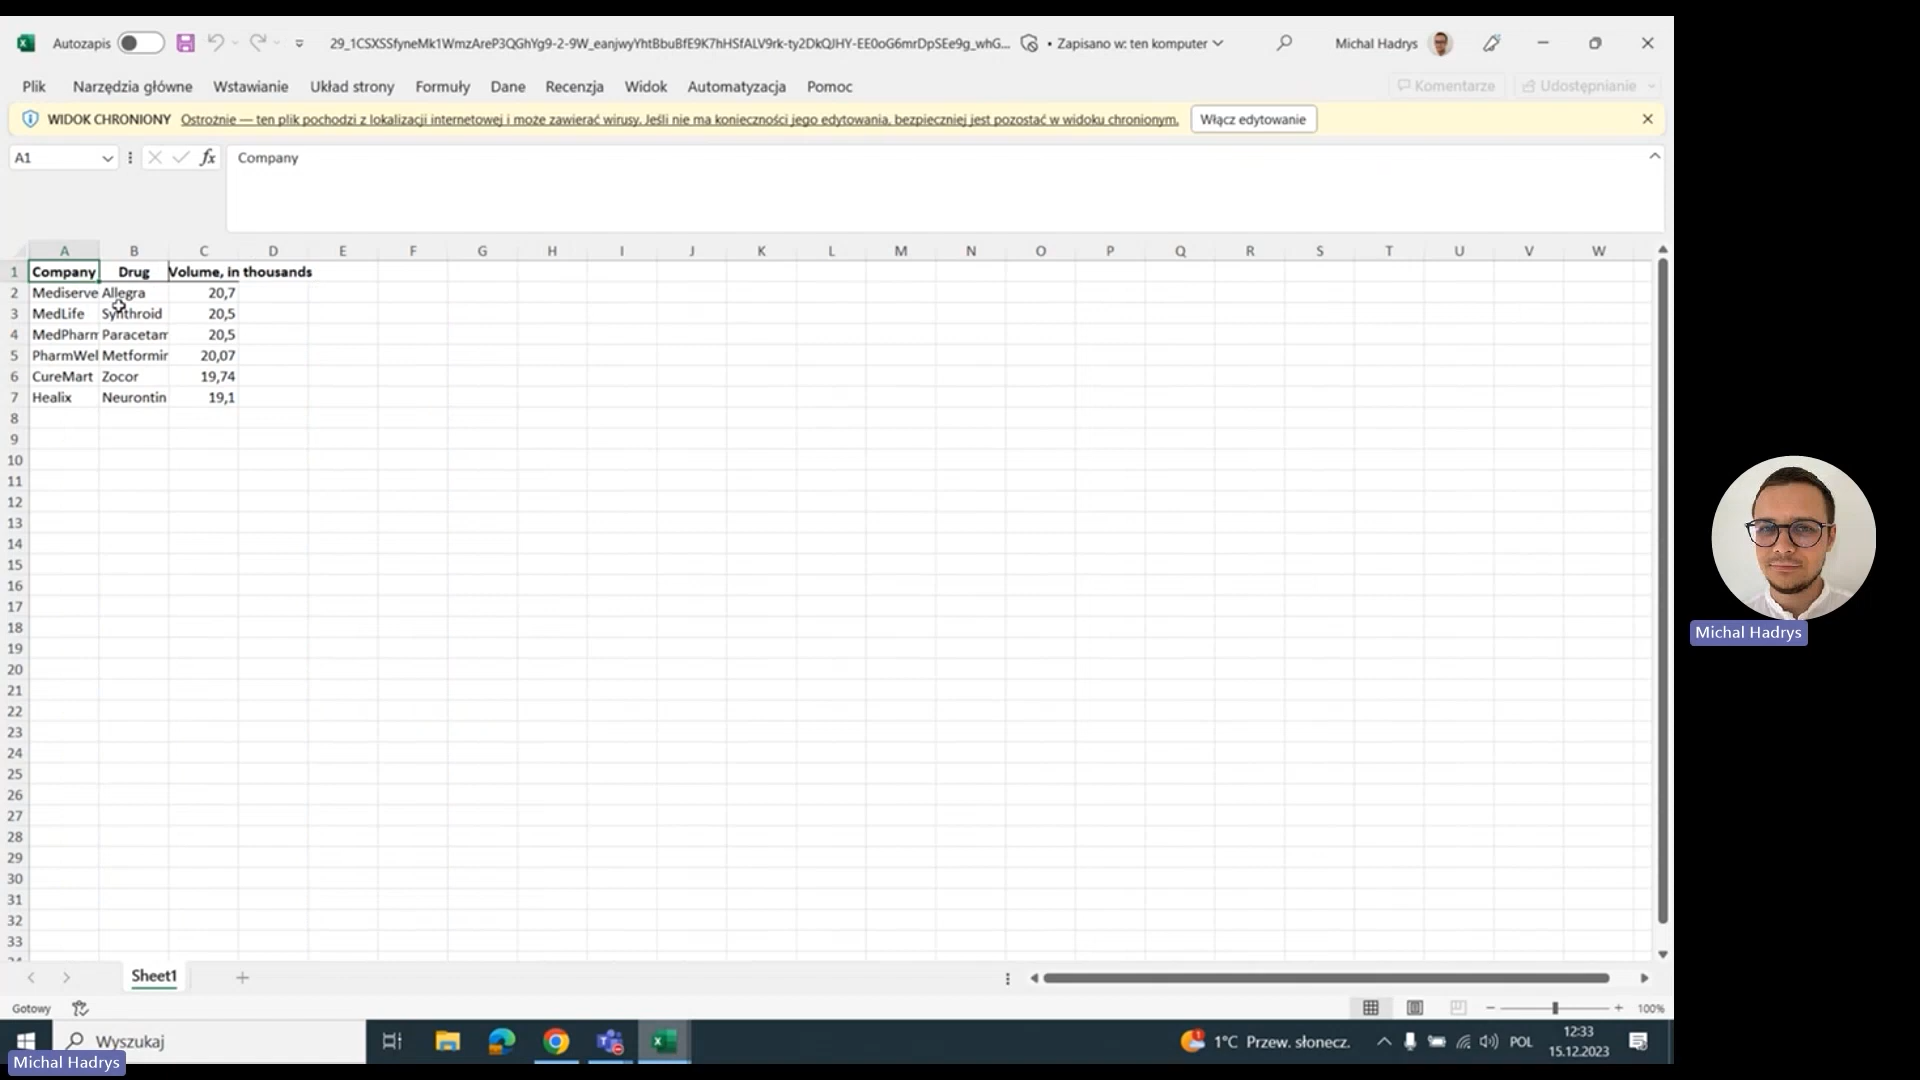 Autozapis
29_1CSXSSfyneMk1WmzAreP3QGhYg9-2-9W_eanjwyYhtBbuBfE9K7hHSfALV9rk-ty2DkQJHY-EE0oG6mrDpSEe9g_whG...
• Zapisano w: ten komputer
Michal Hadrys
Plik Narzędzia główne Wstawianie Układ strony Formuły Dane Recenzja Widok Automatyzacja Pomoc
Komentarze Udostępnianie
WIDOK CHRONIONY Ostrożnie — ten plik pochodzi z lokalizacji internetowej i może zawierać wirusy. Jeśli nie ma konieczności jego edytowania, bezpieczniej jest pozostać w widoku chronionym. Włącz edytowanie
A1 fx Company
A B C D E F G H I J K L M N O P Q R S T U V W
1 Company Drug Volume, in thousands
2 Mediserve Allegra 20,7
3 MedLife Synthroid 20,5
4 MedPharm Paracetam 20,5
5 PharmWel Metformin 20,07
6 CureMart Zocor 19,74
7 Healix Neurontin 19,1
8
9
10
11
12
13
14
15
16
17
18
19
20
21
22
23
24
25
26
27
28
29
30
31
32
33
Michal Hadrys
Sheet1
Gotowy
100%
Wyszukaj
1°C Przew. słonecz.
POL
12:33
15.12.2023
Michal Hadrys